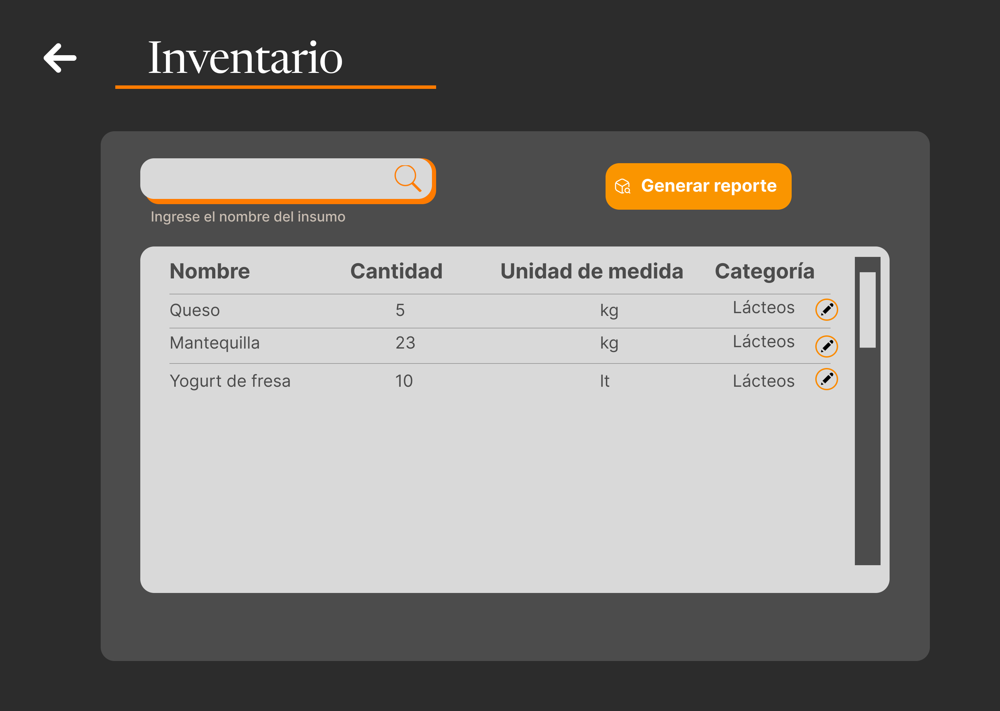 Inventario
Generar reporte
Ingrese el nombre del insumo
Nombre Cantidad Unidad de medida Categoría
Queso 5 kg Lácteos
Mantequilla 23 kg Lácteos
Yogurt de fresa 10 lt Lácteos